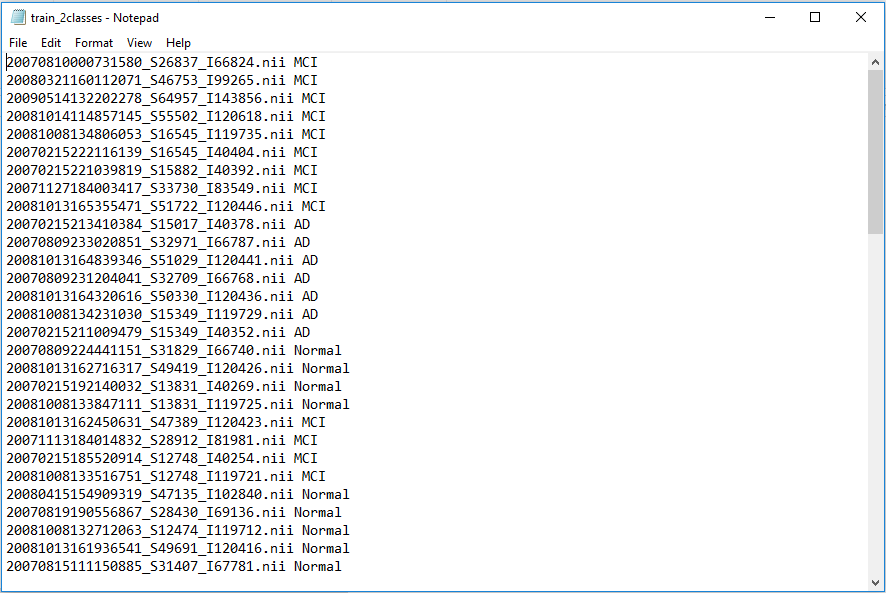 train_2classes - Notepad
File Edit Format View Help
20070810000731580_S26837_I66824.nii MCI
20080321160112071_S46753_I99265.nii MCI
20090514132202278_S64957_I143856.nii MCI
20081014114857145_S55502_I120618.nii MCI
20081008134806053_S16545_I119735.nii MCI
20070215222116139_S16545_I40404.nii MCI
20070215221039819_S15882_I40392.nii MCI
20071127184003417_S33730_I83549.nii MCI
20081013165355471_S51722_I120446.nii MCI
20070215213410384_S15017_I40378.nii AD
20070809233020851_S32971_I66787.nii AD
20081013164839346_S51029_I120441.nii AD
20070809231204041_S32709_I66768.nii AD
20081013164320616_S50330_I120436.nii AD
20081008134231030_S15349_I119729.nii AD
20070215211009479_S15349_I40352.nii AD
20070809224441151_S31829_I66740.nii Normal
20081013162716317_S49419_I120426.nii Normal
20070215192140032_S13831_I40269.nii Normal
20081008133847111_S13831_I119725.nii Normal
20081013162450631_S47389_I120423.nii MCI
20071113184014832_S28912_I81981.nii MCI
20070215185520914_S12748_I40254.nii MCI
20081008133516751_S12748_I119721.nii MCI
20080415154909319_S47135_I102840.nii Normal
20070819190556867_S28430_I69136.nii Normal
20081008132712063_S12474_I119712.nii Normal
20081013161936541_S49691_I120416.nii Normal
20070815111150885_S31407_I67781.nii Normal